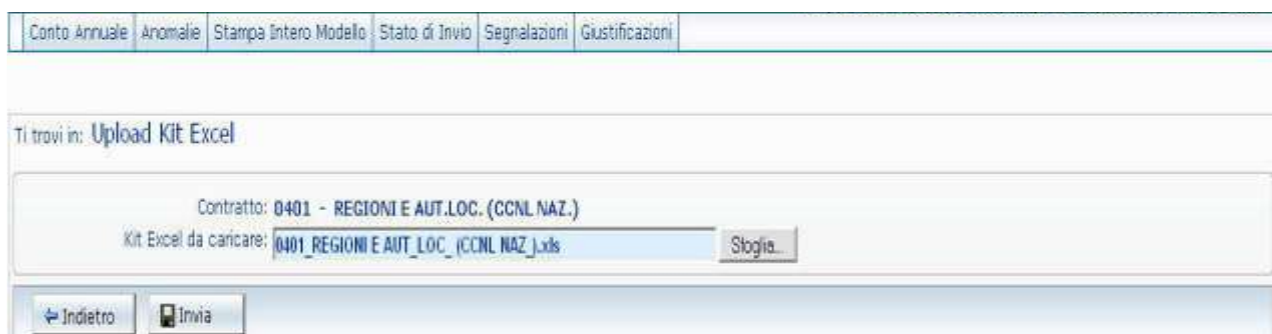 Conto Annuale Anomalie Stampa Intero Modello Stato di Invio Segnalazioni Giustificazioni
Ti trovi in: Upload Kit Excel
Contratto: 0401 - REGIONI E AUT.LOC. (CCNL NAZ.)
Kit Excel da caricare: 0401_REGIONI E AUT_LOC_ (CCNL NAZ_).xls Sfoglia...
Indietro Invia